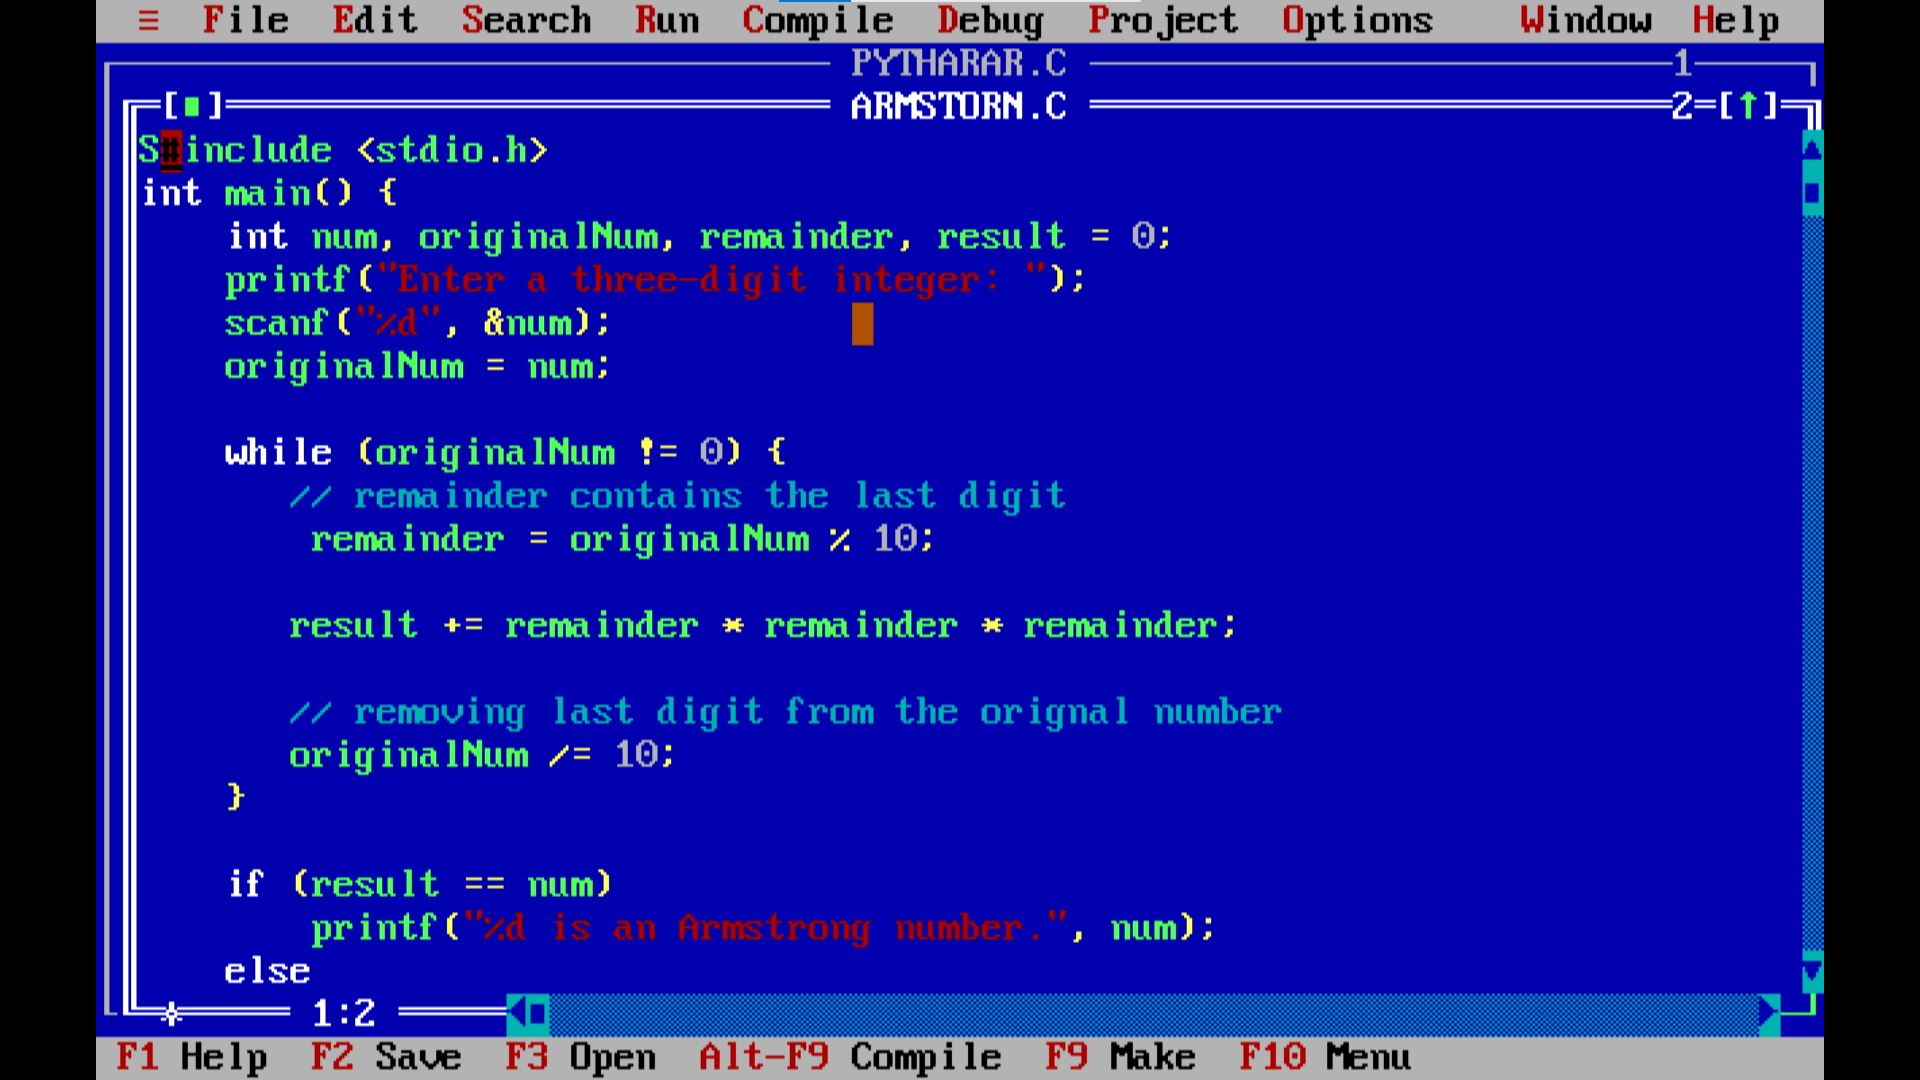 ≡ File Edit Search Run Compile Debug Project Options Window Help
PYTHARAR.C 1
[■] ARMSTORN.C 2=[↑]
S#include <stdio.h>
int main() {
    int num, originalNum, remainder, result = 0;
    printf("Enter a three-digit integer: ");
    scanf("%d", &num);
    originalNum = num;
    while (originalNum != 0) {
       // remainder contains the last digit
        remainder = originalNum % 10;
       result += remainder * remainder * remainder;
       // removing last digit from the orignal number
       originalNum /= 10;
    }
    if (result == num)
        printf("%d is an Armstrong number.", num);
    else
1:2
F1 Help F2 Save F3 Open Alt-F9 Compile F9 Make F10 Menu